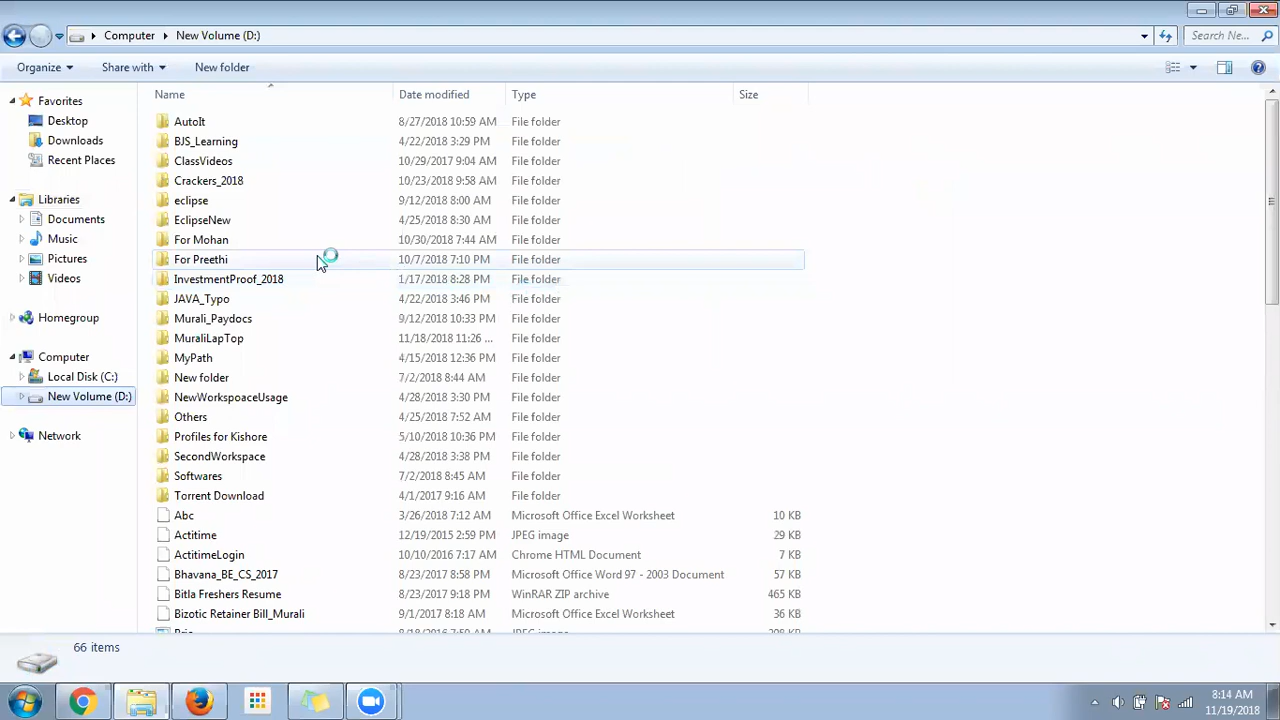 Computer New Volume (D:) Search Ne...
Organize Share with New folder
Favorites
Desktop
Downloads
Recent Places
Libraries
Documents
Music
Pictures
Videos
Homegroup
Computer
Local Disk (C:)
New Volume (D:)
Network
Name Date modified Type Size
AutoIt 8/27/2018 10:59 AM File folder
BJS_Learning 4/22/2018 3:29 PM File folder
ClassVideos 10/29/2017 9:04 AM File folder
Crackers_2018 10/23/2018 9:58 AM File folder
eclipse 9/12/2018 8:00 AM File folder
EclipseNew 4/25/2018 8:30 AM File folder
For Mohan 10/30/2018 7:44 AM File folder
For Preethi 10/7/2018 7:10 PM File folder
InvestmentProof_2018 1/17/2018 8:28 PM File folder
JAVA_Typo 4/22/2018 3:46 PM File folder
Murali_Paydocs 9/12/2018 10:33 PM File folder
MuraliLapTop 11/18/2018 11:26 ... File folder
MyPath 4/15/2018 12:36 PM File folder
New folder 7/2/2018 8:44 AM File folder
NewWorkspoaceUsage 4/28/2018 3:30 PM File folder
Others 4/25/2018 7:52 AM File folder
Profiles for Kishore 5/10/2018 10:36 PM File folder
SecondWorkspace 4/28/2018 3:38 PM File folder
Softwares 7/2/2018 8:45 AM File folder
Torrent Download 4/1/2017 9:16 AM File folder
Abc 3/26/2018 7:12 AM Microsoft Office Excel Worksheet 10 KB
Actitime 12/19/2015 2:59 PM JPEG image 29 KB
ActitimeLogin 10/10/2016 7:17 AM Chrome HTML Document 7 KB
Bhavana_BE_CS_2017 8/23/2017 8:58 PM Microsoft Office Word 97 - 2003 Document 57 KB
Bitla Freshers Resume 8/23/2017 9:18 PM WinRAR ZIP archive 465 KB
Bizotic Retainer Bill_Murali 9/1/2017 8:18 AM Microsoft Office Excel Worksheet 36 KB
66 items
8:14 AM
11/19/2018